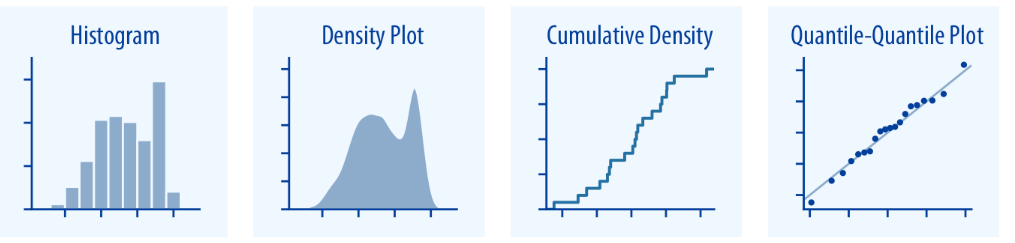 Histogram
Density Plot
Cumulative Density
Quantile-Quantile Plot